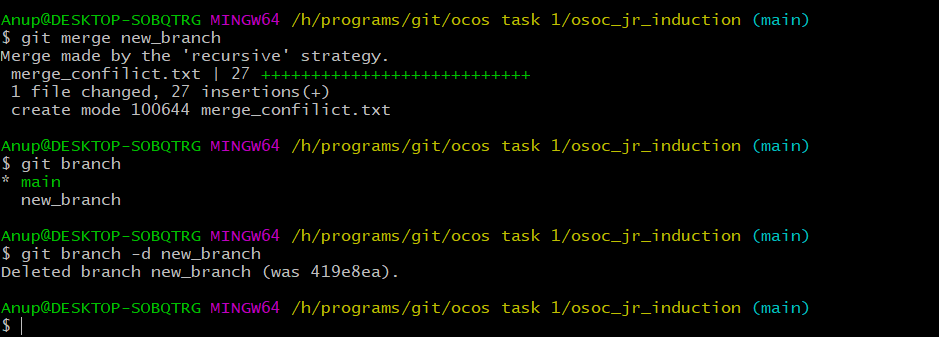 Anup@DESKTOP-SOBQTRG MINGW64 /h/programs/git/ocos task 1/osoc_jr_induction (main)
$ git merge new_branch
Merge made by the 'recursive' strategy.
 merge_confilict.txt | 27 +++++++++++++++++++++++++++
 1 file changed, 27 insertions(+)
 create mode 100644 merge_confilict.txt
Anup@DESKTOP-SOBQTRG MINGW64 /h/programs/git/ocos task 1/osoc_jr_induction (main)
$ git branch
* main
  new_branch
Anup@DESKTOP-SOBQTRG MINGW64 /h/programs/git/ocos task 1/osoc_jr_induction (main)
$ git branch -d new_branch
Deleted branch new_branch (was 419e8ea).
Anup@DESKTOP-SOBQTRG MINGW64 /h/programs/git/ocos task 1/osoc_jr_induction (main)
$